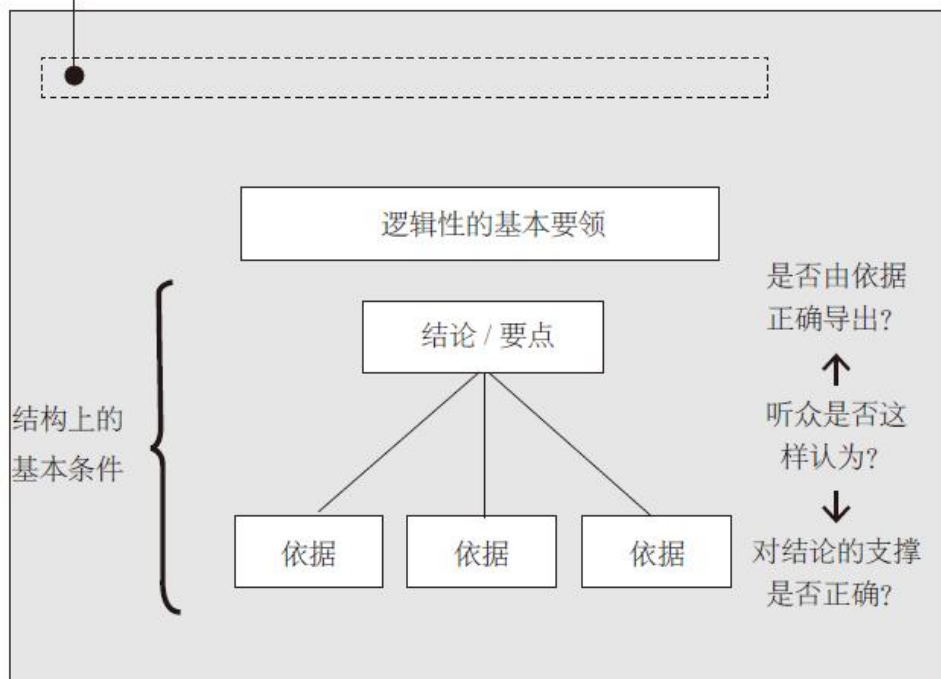 逻辑性的基本要领
结论 / 要点
结构上的
基本条件
依据
依据
依据
是否由依据
正确导出?
听众是否这
样认为?
对结论的支撑
是否正确?